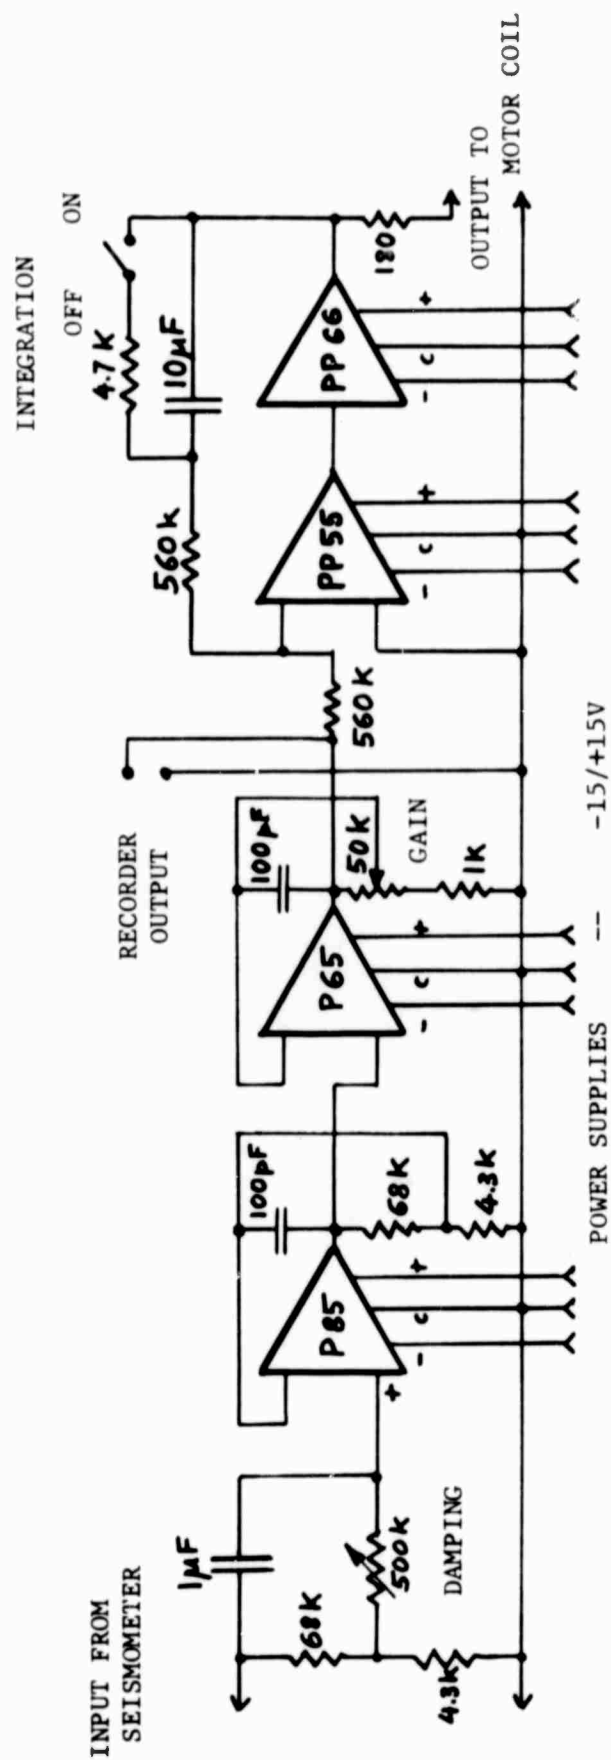 INPUT FROM
SEISMOMETER
1μF
68K
500K
DAMPING
4.3K
+
P85
- c +
100pF
68K
4.3K
P65
- c +
100pF
50K
GAIN
1K
RECORDER
OUTPUT
560K
560K
PP55
- c +
INTEGRATION
OFF ON
4.7K
10μF
PP66
- c +
180
OUTPUT TO
MOTOR COIL
POWER SUPPLIES -- -15/+15V